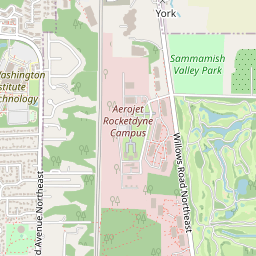 York
Sammamish
Valley Park
Washington
Institute
Technology
Aerojet
Rocketdyne
Campus
Willows Road Northeast
d Avenue Northeast